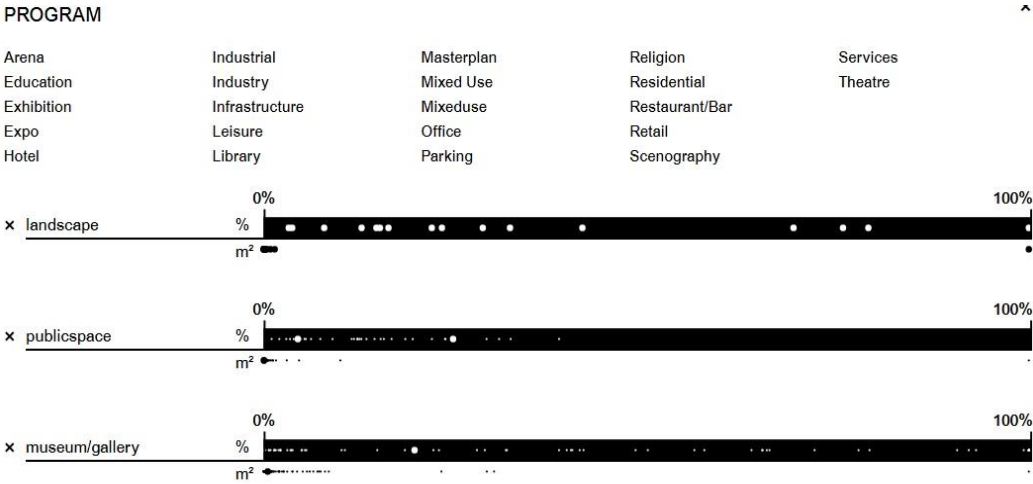 PROGRAM
Arena Industrial Masterplan Religion Services
Education Industry Mixed Use Residential Theatre
Exhibition Infrastructure Mixeduse Restaurant/Bar
Expo Leisure Office Retail
Hotel Library Parking Scenography
0% 100%
× landscape %
m²
0% 100%
× publicspace %
m²
0% 100%
× museum/gallery %
m²